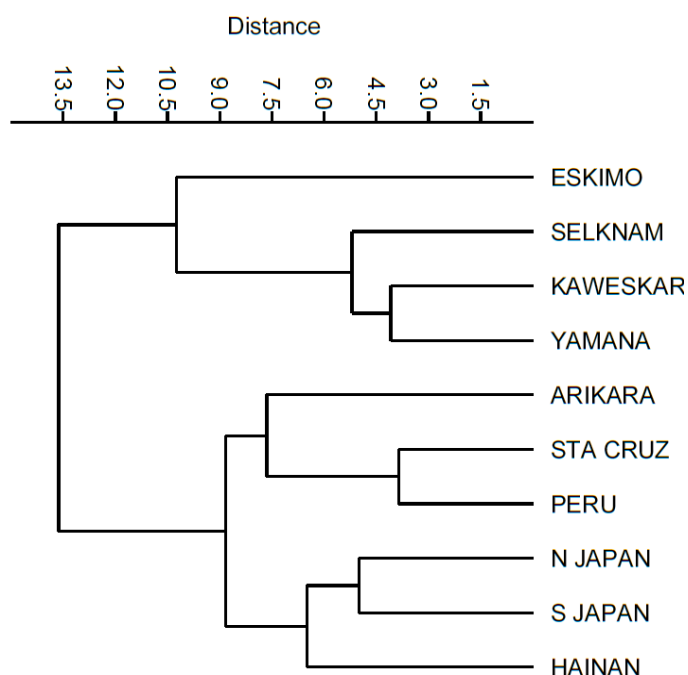 Distance
13.5 12.0 10.5 9.0 7.5 6.0 4.5 3.0 1.5
ESKIMO
SELKNAM
KAWESKAR
YAMANA
ARIKARA
STA CRUZ
PERU
N JAPAN
S JAPAN
HAINAN